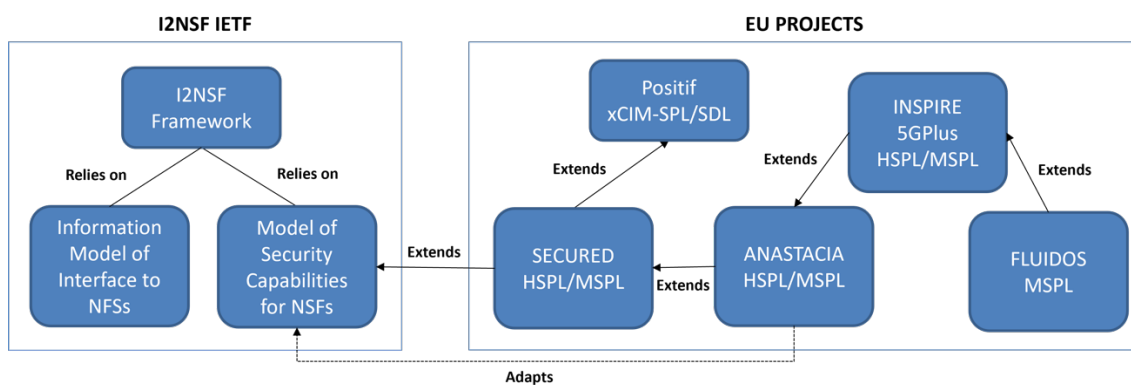 I2NSF IETF
EU PROJECTS
I2NSF
Framework
Positif
xCIM-SPL/SDL
INSPIRE
5GPlus
HSPL/MSPL
Relies on
Relies on
Extends
Extends
Extends
Information
Model of
Interface to
NFSs
Model of
Security
Capabilities
for NSFs
Extends
SECURED
HSPL/MSPL
Extends
ANASTACIA
HSPL/MSPL
FLUIDOS
MSPL
Adapts